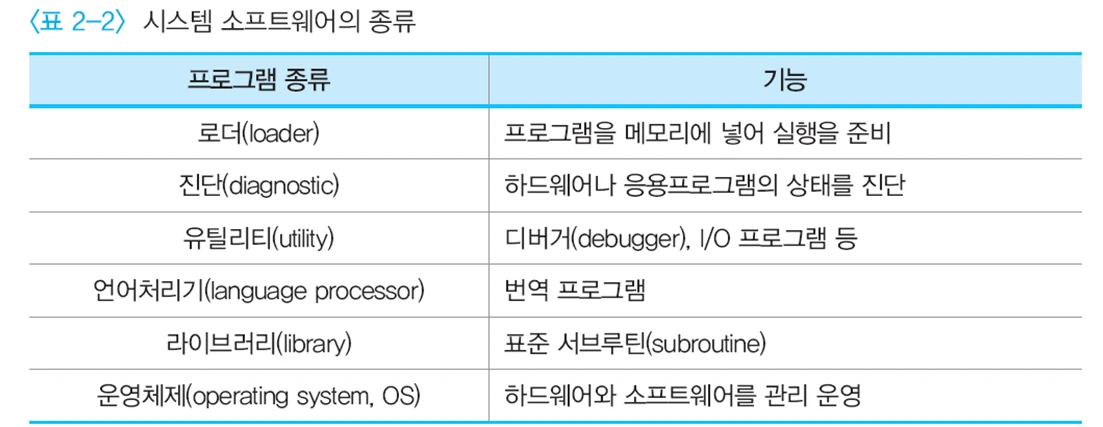 〈표 2-2〉 시스템 소프트웨어의 종류
프로그램 종류 기능
로더(loader) 프로그램을 메모리에 넣어 실행을 준비
진단(diagnostic) 하드웨어나 응용프로그램의 상태를 진단
유틸리티(utility) 디버거(debugger), I/O 프로그램 등
언어처리기(language processor) 번역 프로그램
라이브러리(library) 표준 서브루틴(subroutine)
운영체제(operating system, OS) 하드웨어와 소프트웨어를 관리 운영